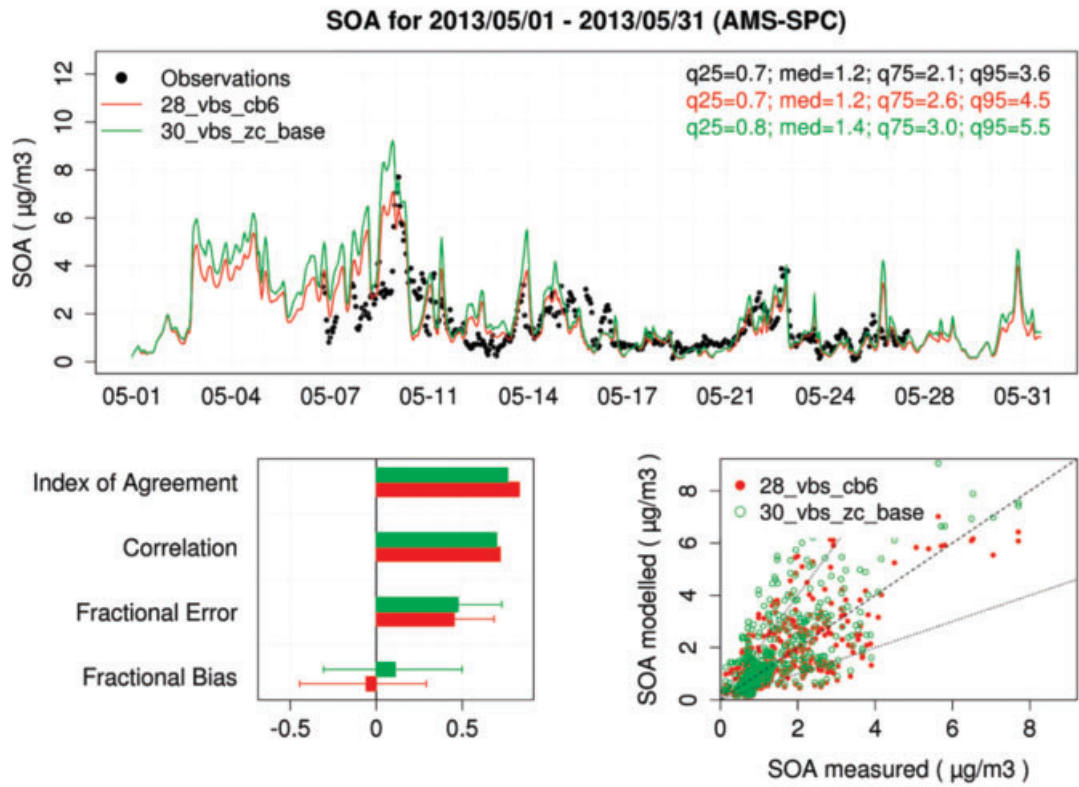 SOA for 2013/05/01 - 2013/05/31 (AMS-SPC)
SOA ( µg/m3 )
12
10
8
6
4
2
0
Observations
28_vbs_cb6
30_vbs_zc_base
q25=0.7; med=1.2; q75=2.1; q95=3.6
q25=0.7; med=1.2; q75=2.6; q95=4.5
q25=0.8; med=1.4; q75=3.0; q95=5.5
05-01 05-04 05-07 05-11 05-14 05-17 05-21 05-24 05-28 05-31
Index of Agreement
Correlation
Fractional Error
Fractional Bias
-0.5 0 0.5
SOA modelled ( µg/m3 )
8
6
4
2
0
28_vbs_cb6
30_vbs_zc_base
0 2 4 6 8
SOA measured ( µg/m3 )